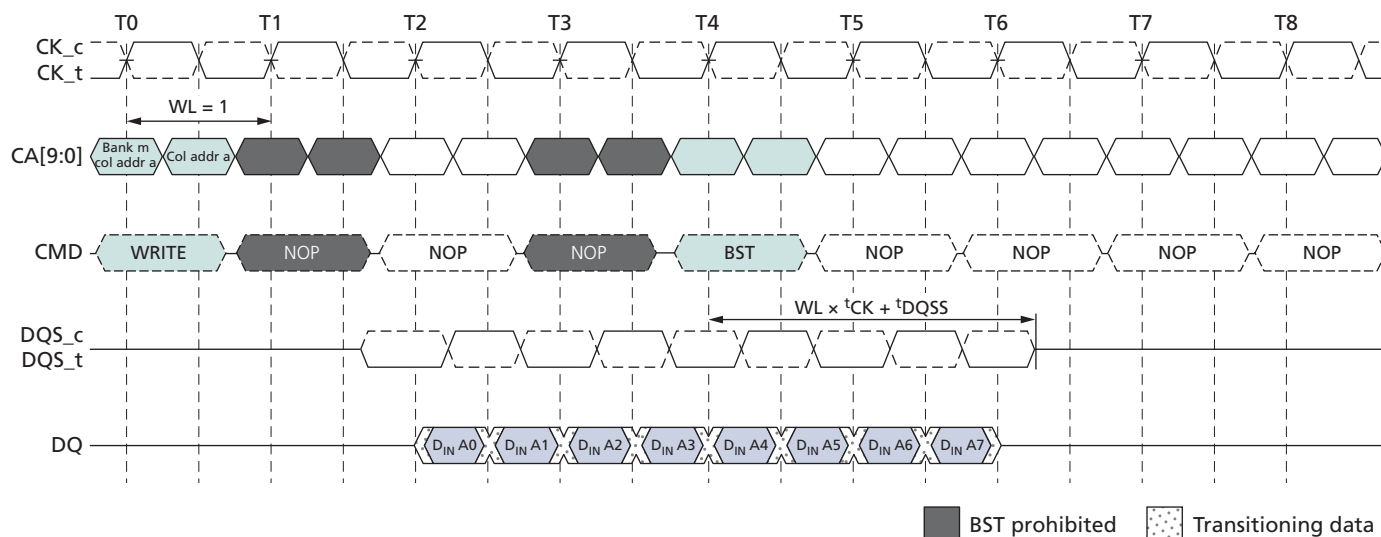 T0 T1 T2 T3 T4 T5 T6 T7 T8
CK_c
CK_t
WL = 1
CA[9:0] Bank m col addr a Col addr a
CMD WRITE NOP NOP NOP BST NOP NOP NOP NOP
WL × tCK + tDQSS
DQS_c
DQS_t
DQ DIN A0 DIN A1 DIN A2 DIN A3 DIN A4 DIN A5 DIN A6 DIN A7
BST prohibited Transitioning data